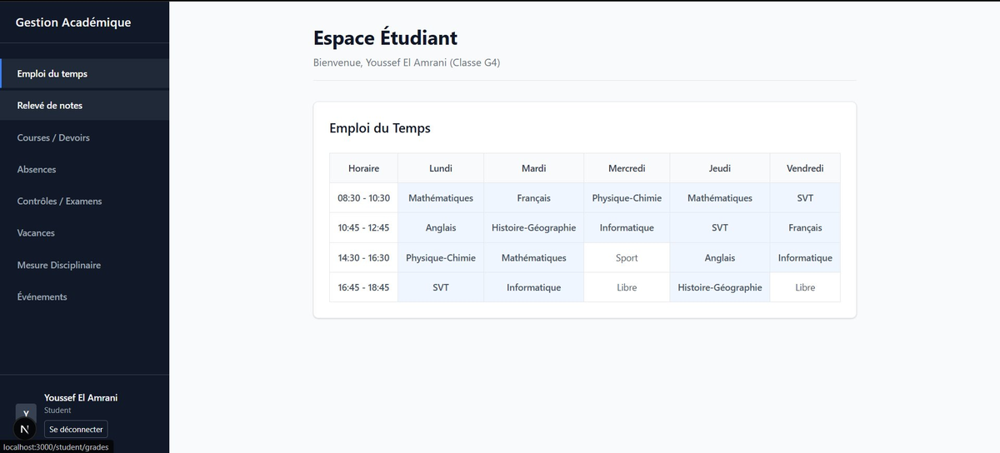 Gestion Académique
Emploi du temps
Relevé de notes
Courses / Devoirs
Absences
Contrôles / Examens
Vacances
Mesure Disciplinaire
Événements
Youssef El Amrani
Student
Y
N
Se déconnecter
localhost:3000/student/grades
Espace Étudiant
Bienvenue, Youssef El Amrani (Classe G4)
Emploi du Temps
Horaire Lundi Mardi Mercredi Jeudi Vendredi
08:30 - 10:30 Mathématiques Français Physique-Chimie Mathématiques SVT
10:45 - 12:45 Anglais Histoire-Géographie Informatique SVT Français
14:30 - 16:30 Physique-Chimie Mathématiques Sport Anglais Informatique
16:45 - 18:45 SVT Informatique Libre Histoire-Géographie Libre